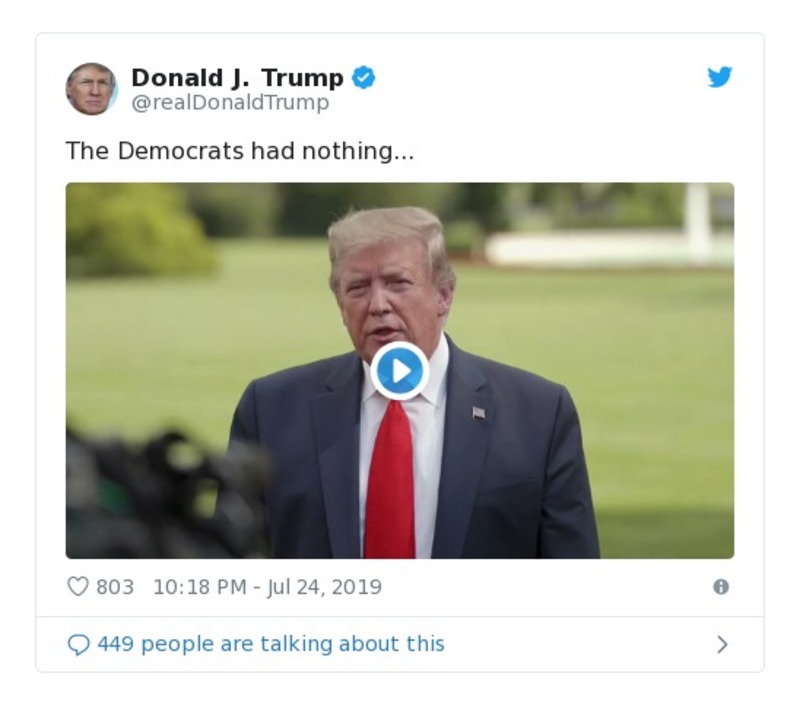 Donald J. Trump
@realDonaldTrump
The Democrats had nothing...
803 10:18 PM - Jul 24, 2019
449 people are talking about this